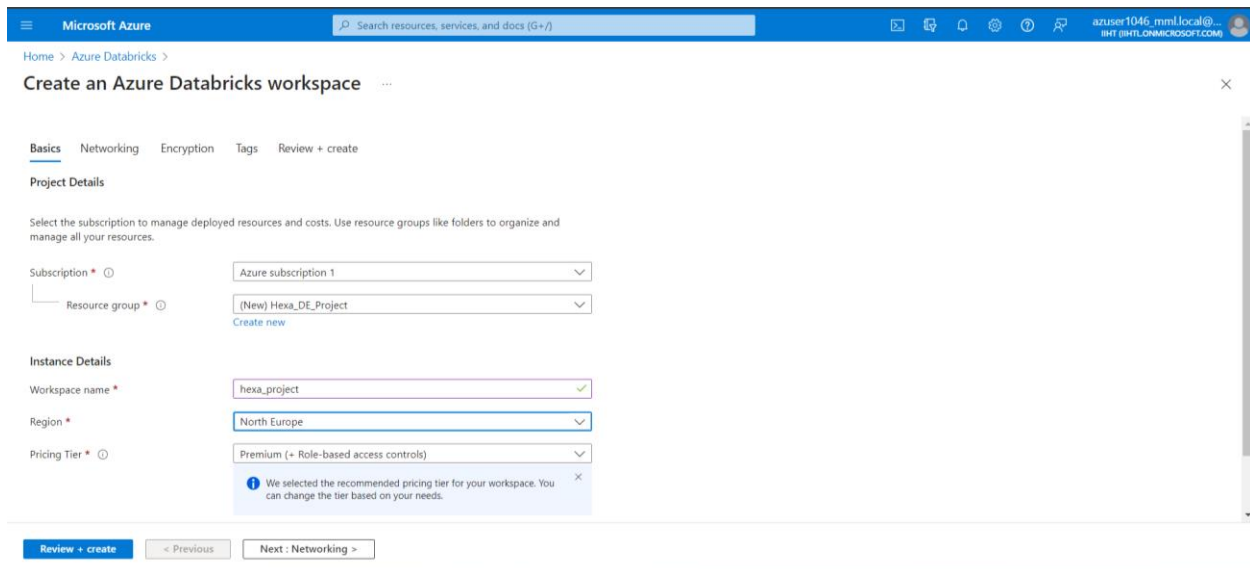 Microsoft Azure
Search resources, services, and docs (G+/)
azuser1046_mml.local@...
IIHT (IIHTL.ONMICROSOFT.COM)
Home > Azure Databricks >
Create an Azure Databricks workspace ...
Basics Networking Encryption Tags Review + create
Project Details
Select the subscription to manage deployed resources and costs. Use resource groups like folders to organize and
manage all your resources.
Subscription * Azure subscription 1
Resource group * (New) Hexa_DE_Project
Create new
Instance Details
Workspace name * hexa_project
Region * North Europe
Pricing Tier * Premium (+ Role-based access controls)
We selected the recommended pricing tier for your workspace. You
can change the tier based on your needs.
Review + create < Previous Next : Networking >